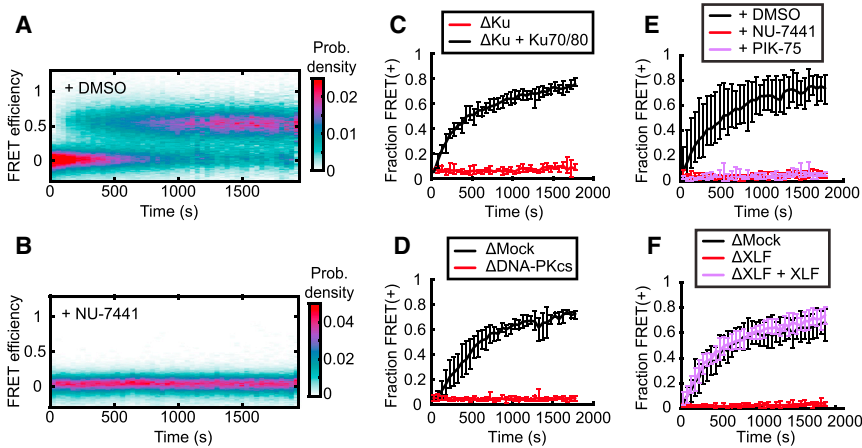 A
+ DMSO
Prob.
density
0.02
0.01
0
FRET efficiency
1
0.5
0
0 500 1000 1500
Time (s)
B
+ NU-7441
Prob.
density
0.04
0.02
0
FRET efficiency
1
0.5
0
0 500 1000 1500
Time (s)
C
ΔKu
ΔKu + Ku70/80
Fraction FRET(+)
1
0.8
0.6
0.4
0.2
0
0 500 1000 1500 2000
Time (s)
D
ΔMock
ΔDNA-PKcs
Fraction FRET(+)
1
0.8
0.6
0.4
0.2
0
0 500 1000 1500 2000
Time (s)
E
+ DMSO
+ NU-7441
+ PIK-75
Fraction FRET(+)
1
0.8
0.6
0.4
0.2
0
0 500 1000 1500 2000
Time (s)
F
ΔMock
ΔXLF
ΔXLF + XLF
Fraction FRET(+)
1
0.8
0.6
0.4
0.2
0
0 500 1000 1500 2000
Time (s)